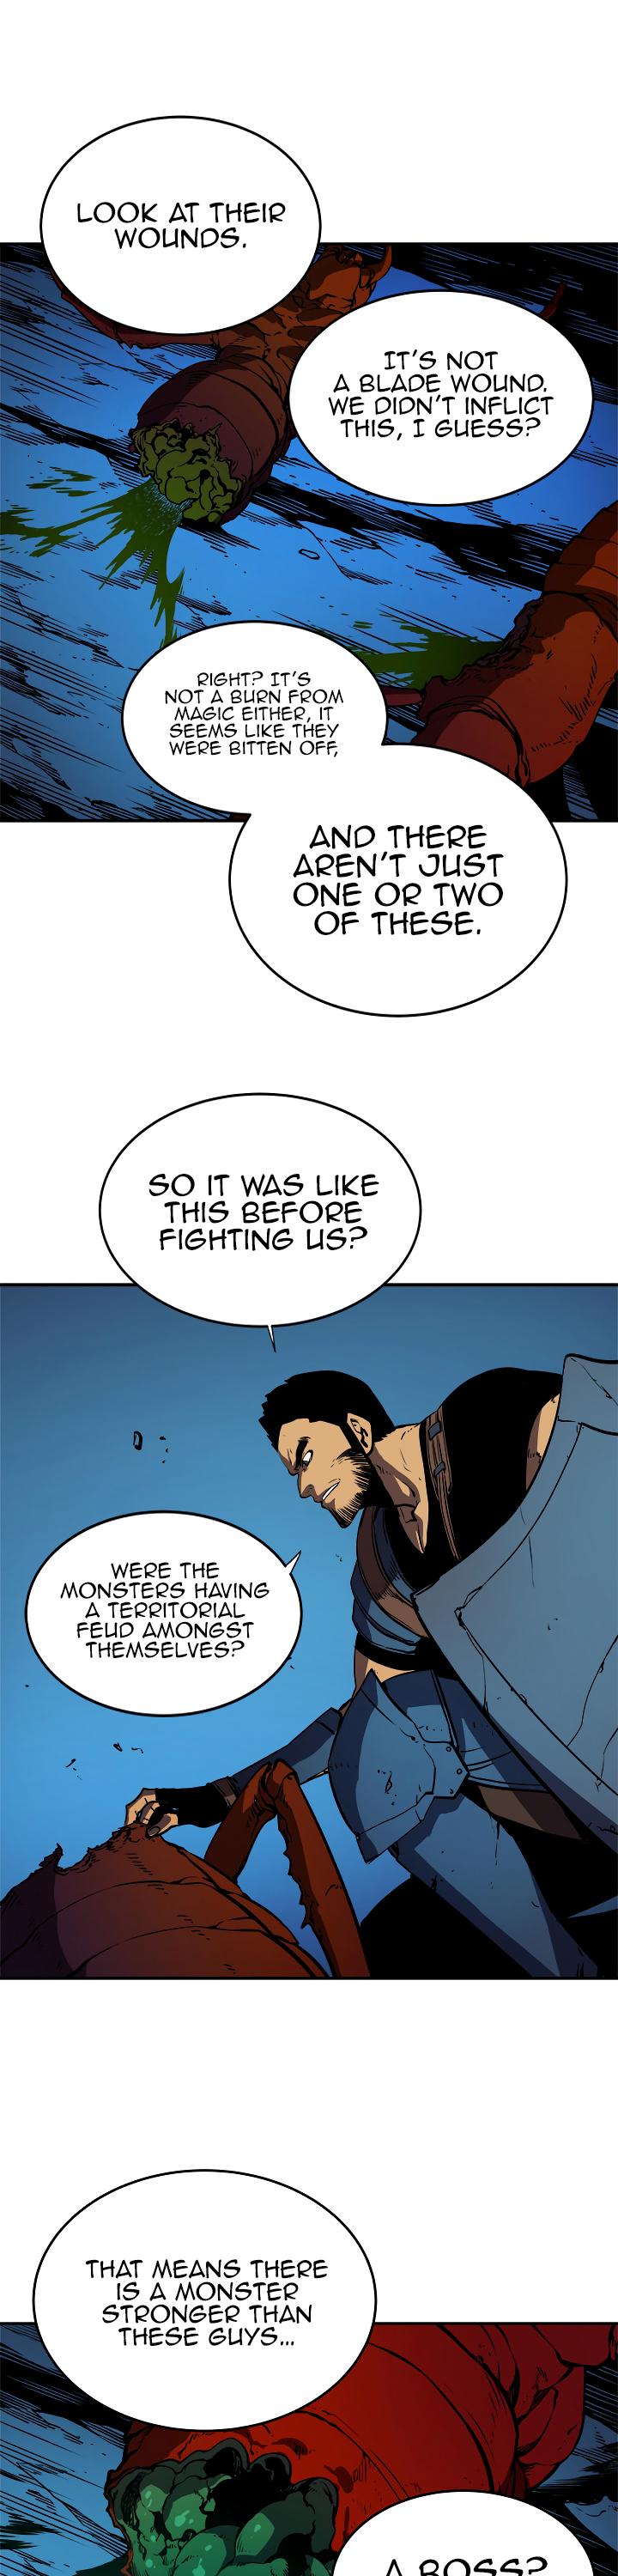 LOOK AT THEIR
WOUNDS.
IT'S NOT
A BLADE WOUND.
WE DIDN'T INFLICT
THIS, I GUESS?
RIGHT? IT'S
NOT A BURN FROM
MAGIC EITHER, IT
SEEMS LIKE THEY
WERE BITTEN OFF,
AND THERE
AREN'T JUST
ONE OR TWO
OF THESE.
SO IT WAS LIKE
THIS BEFORE
FIGHTING US?
WERE THE
MONSTERS HAVING
A TERRITORIAL
FEUD AMONGST
THEMSELVES?
THAT MEANS THERE
IS A MONSTER
STRONGER THAN
THESE GUYS...
A BOSS?